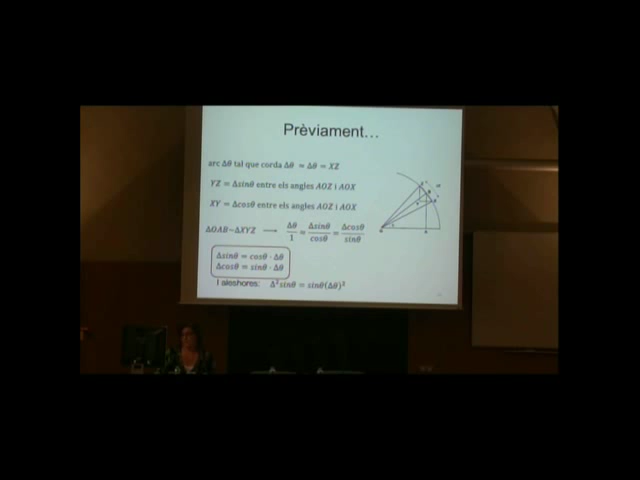 Prèviament...
arc Δθ tal que corda Δθ = Δθ = XZ
YZ = Δsinθ entre els angles AOZ i AOX
XY = Δcosθ entre els angles AOZ i AOX
ΔOAB~ΔXYZ ⟶ Δθ/1 = Δsinθ/cosθ = Δcosθ/sinθ
Δsinθ = cosθ · Δθ
Δcosθ = sinθ · Δθ
I aleshores: Δ²sinθ = sinθ(Δθ)²